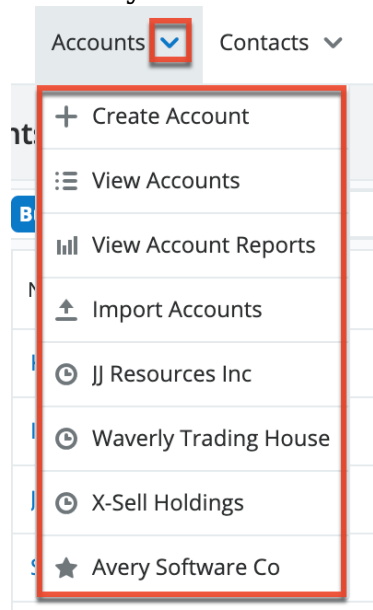 Accounts Contacts
Create Account
View Accounts
View Account Reports
Import Accounts
JJ Resources Inc
Waverly Trading House
X-Sell Holdings
Avery Software Co